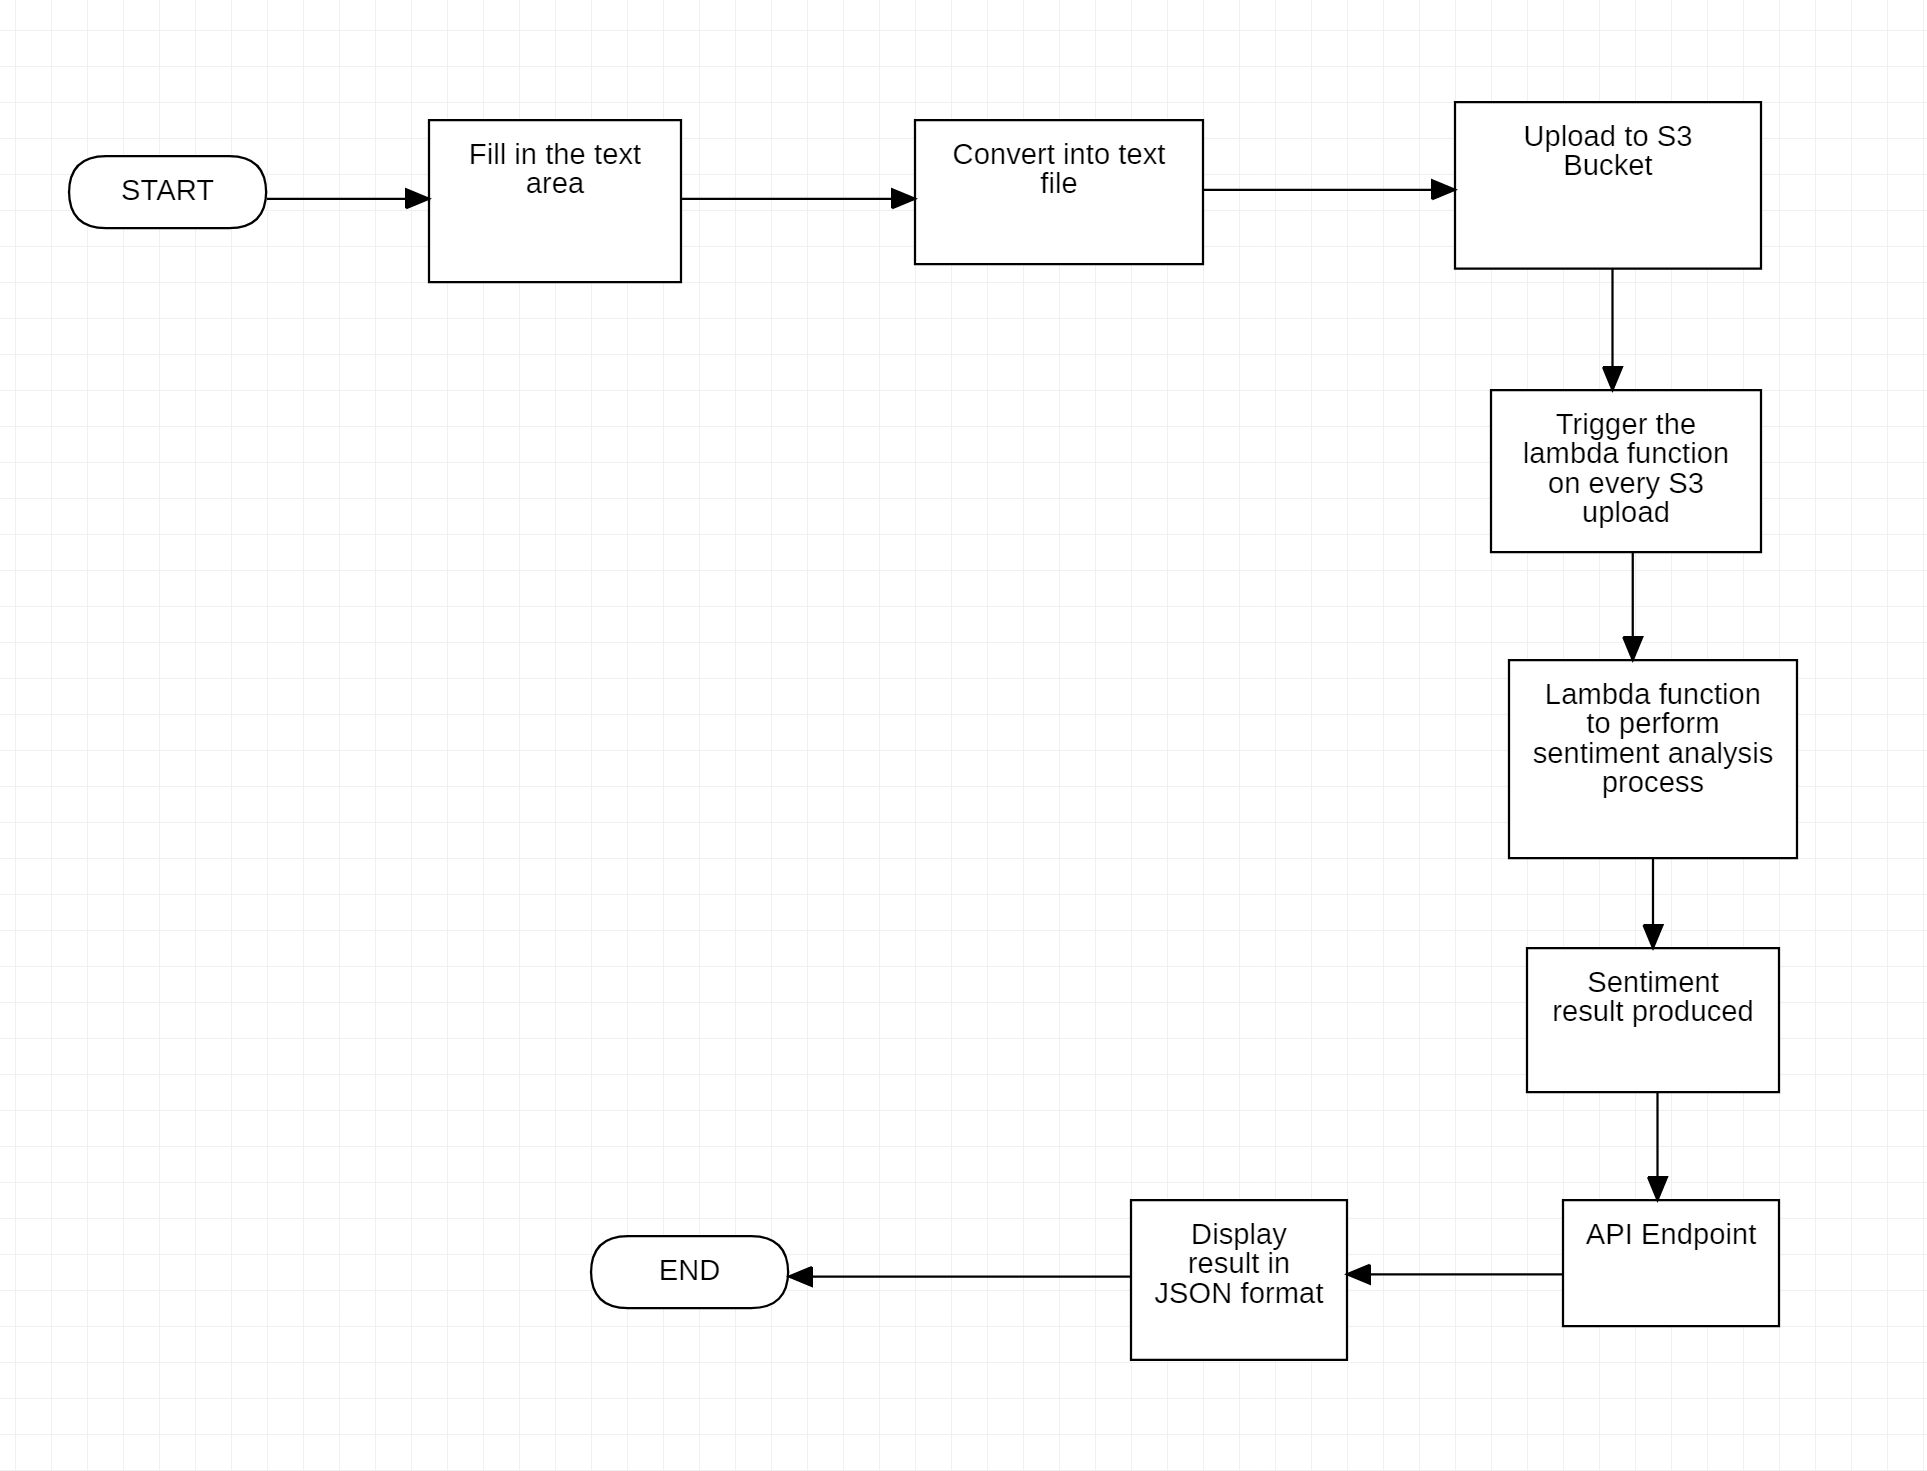 START
Fill in the text
area
Convert into text
file
Upload to S3
Bucket
Trigger the
lambda function
on every S3
upload
Lambda function
to perform
sentiment analysis
process
Sentiment
result produced
API Endpoint
Display
result in
JSON format
END